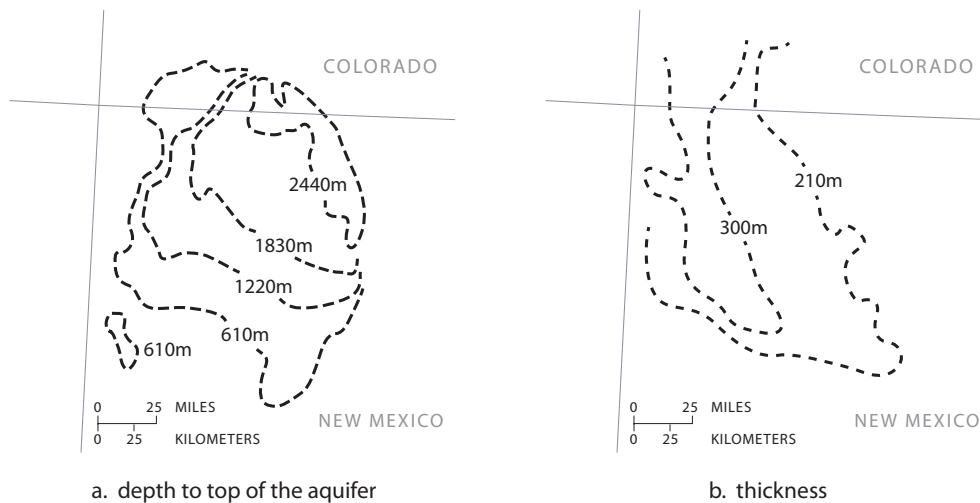 COLORADO
2440m
1830m
1220m
610m
610m
0 25 MILES
0 25 KILOMETERS
NEW MEXICO
a. depth to top of the aquifer
COLORADO
210m
300m
0 25 MILES
0 25 KILOMETERS
NEW MEXICO
b. thickness